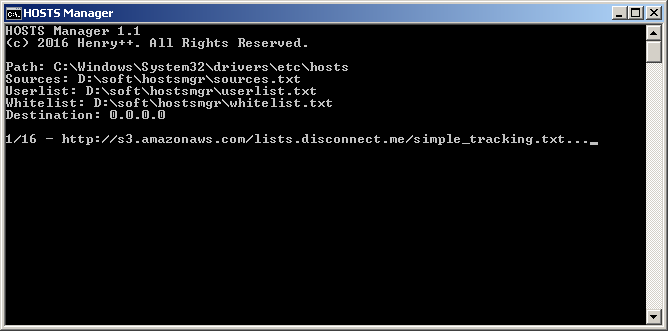 HOSTS Manager
HOSTS Manager 1.1
(c) 2016 Henry++. All Rights Reserved.
Path: C:\Windows\System32\drivers\etc\hosts
Sources: D:\soft\hostsmgr\sources.txt
Userlist: D:\soft\hostsmgr\userlist.txt
Whitelist: D:\soft\hostsmgr\whitelist.txt
Destination: 0.0.0.0
1/16 - http://s3.amazonaws.com/lists.disconnect.me/simple_tracking.txt..._